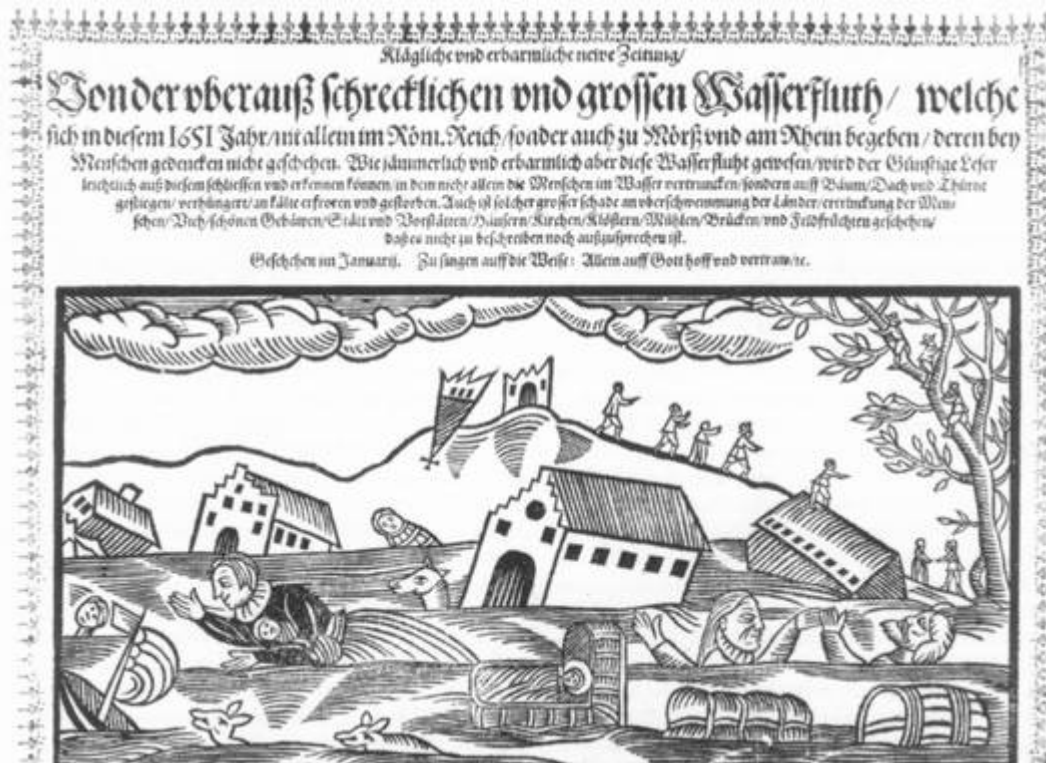 Klägliche vnd erbarmliche newe Zeitung/
Von der vberauß schrecklichen vnd grossen Wasserfluth/ welche
sich in diesem 1651 Jahr/nit allein im Röm. Reich/sonder auch zu Mörß vnd am Rhein begeben/deren bey
Menschen gedencken nicht geschehen. Wie jämmerlich vnd erbarmlich aber diese Wasserfluht gewesen/wird der Günstige Leser
leichtlich auß diesem schliessen vnd erkennen können/in dem nicht allein die Menschen im Wasser vertruncken/sondern auff Bäum/Dach vnd Thürne
gestiegen/verhüngert/an kälte erfroren vnd gestorben. Auch ist solcher grosser schade an vberschwemmung der Länder/ertrinckung der Men-
schen/Vieh/schönen Gebäwen/Stätt vnd Vorstätten/Häusern/Kirchen/Klöstern/Mühlen/Brücken/vnd Feldfrüchten geschehen/
daß es nicht zu beschreiben noch außzusprechen ist.
Geschehen im Januarij. Zu singen auff die Weise: Allein auff Gott hoff vnd vertraw/ꝛc.